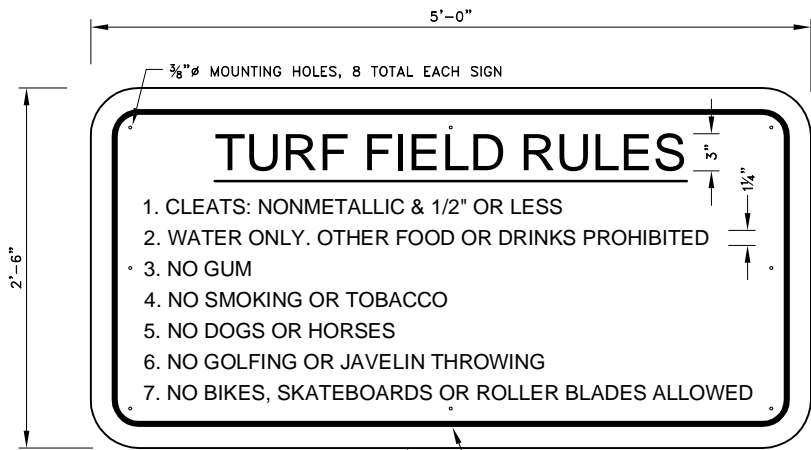 5'-0"
⅜"ø MOUNTING HOLES, 8 TOTAL EACH SIGN
TURF FIELD RULES
3"
1¼"
2'-6"
1. CLEATS: NONMETALLIC & 1/2" OR LESS
2. WATER ONLY. OTHER FOOD OR DRINKS PROHIBITED
3. NO GUM
4. NO SMOKING OR TOBACCO
5. NO DOGS OR HORSES
6. NO GOLFING OR JAVELIN THROWING
7. NO BIKES, SKATEBOARDS OR ROLLER BLADES ALLOWED